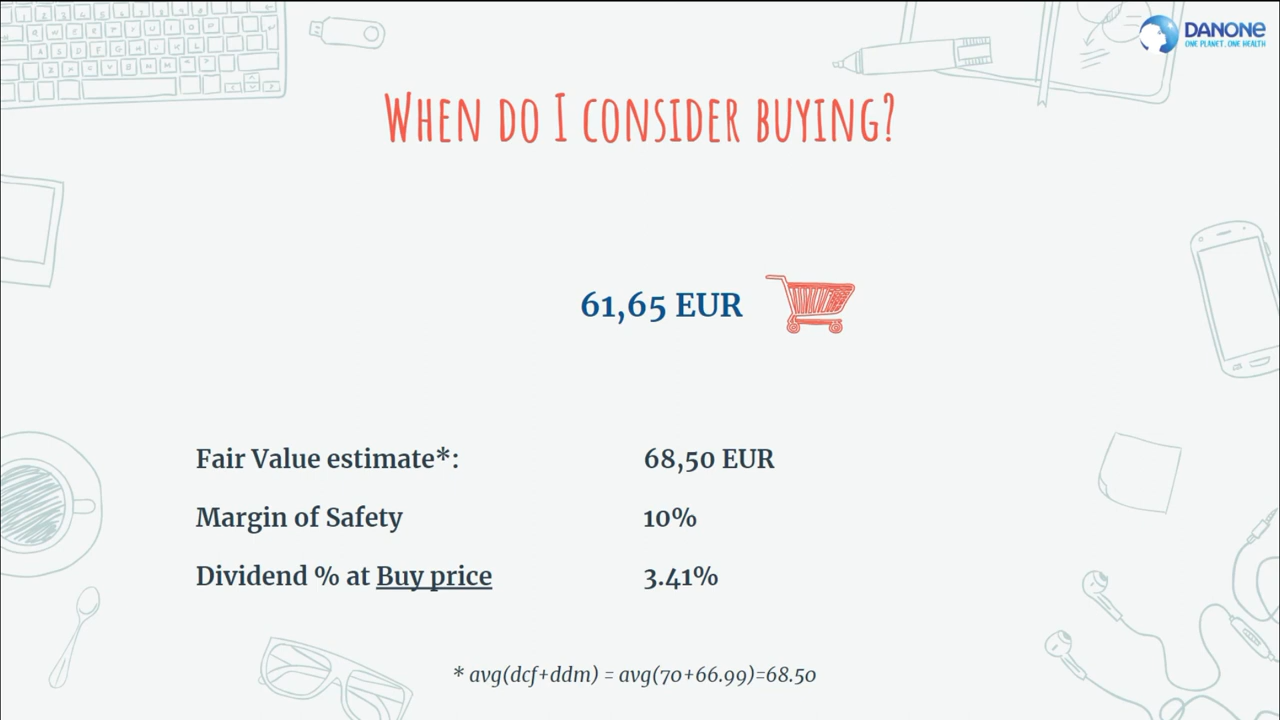 DANONE
ONE PLANET. ONE HEALTH
WHEN DO I CONSIDER BUYING?
61,65 EUR
Fair Value estimate*: 68,50 EUR
Margin of Safety 10%
Dividend % at Buy price 3.41%
* avg(dcf+ddm) = avg(70+66.99)=68.50